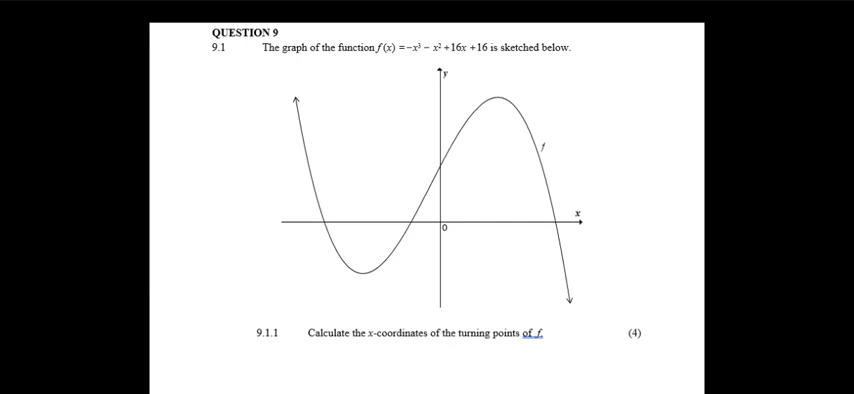 QUESTION 9
9.1 The graph of the function f(x) = −x³ − x² +16x +16 is sketched below.
y
f
x
0
9.1.1 Calculate the x-coordinates of the turning points of f. (4)